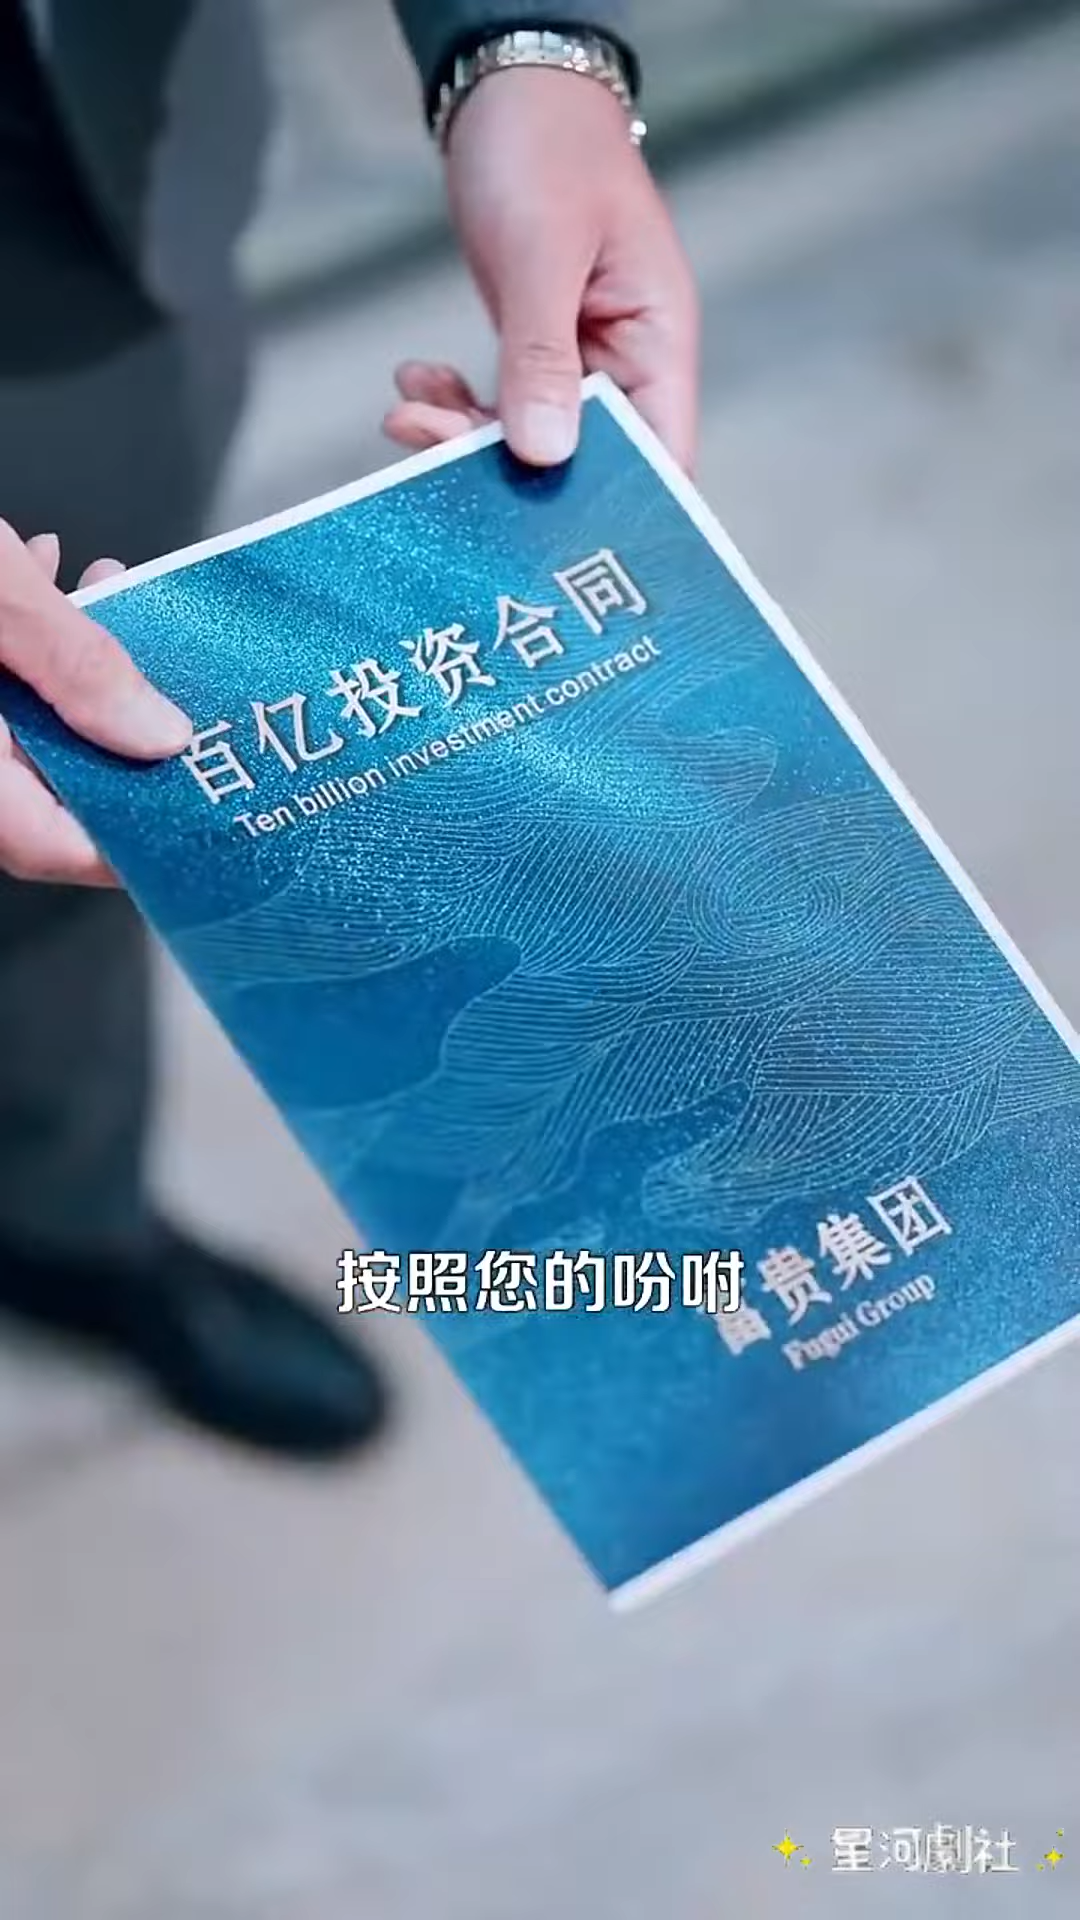 百亿投资合同
Ten billion investment contract
富贵集团
Fugui Group
按照您的吩咐
星河劇社